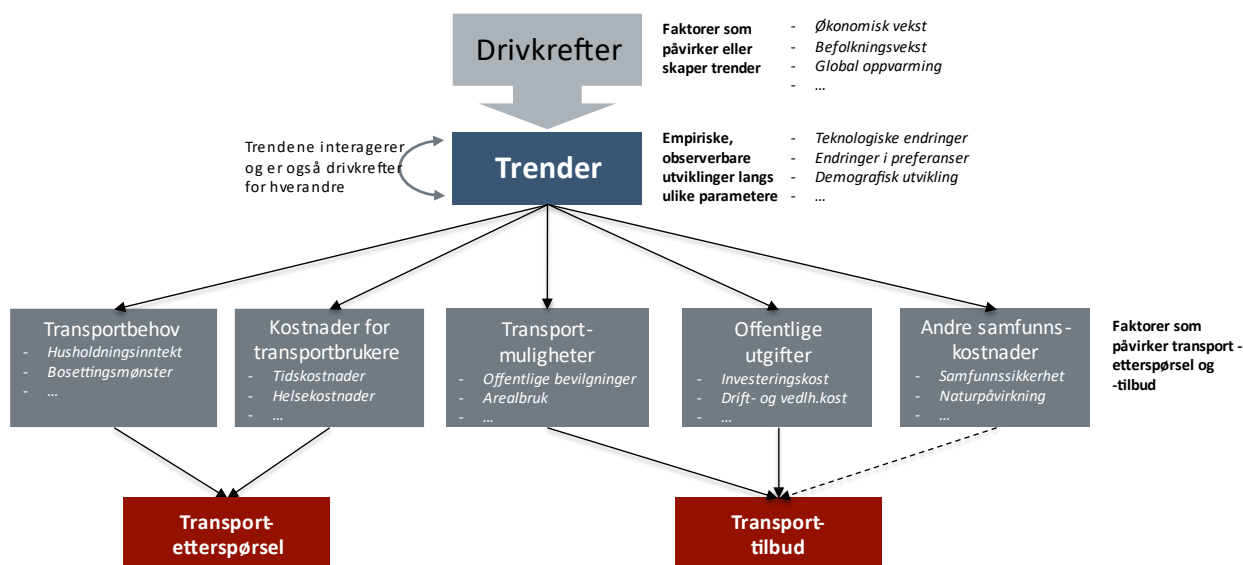 Drivkrefter
Faktorer som
påvirker eller
skaper trender
- Økonomisk vekst
- Befolkningsvekst
- Global oppvarming
- ...
Trendene interagerer
og er også drivkrefter
for hverandre
Trender
Empiriske,
observerbare
utviklinger langs
ulike parametere
- Teknologiske endringer
- Endringer i preferanser
- Demografisk utvikling
- ...
Transportbehov
- Husholdningsinntekt
- Bosettingsmønster
- ...
Kostnader for
transportbrukere
- Tidskostnader
- Helsekostnader
- ...
Transport-
muligheter
- Offentlige bevilgninger
- Arealbruk
- ...
Offentlige
utgifter
- Investeringskost
- Drift- og vedlh.kost
- ...
Andre samfunns-
kostnader
- Samfunnssikkerhet
- Naturpåvirkning
- ...
Faktorer som
påvirker transport -
etterspørsel og
-tilbud
Transport-
etterspørsel
Transport-
tilbud